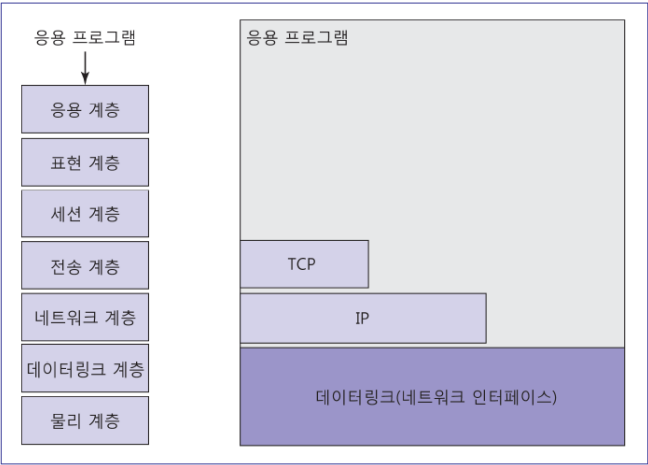 응용 프로그램
응용 계층
표현 계층
세션 계층
전송 계층
네트워크 계층
데이터링크 계층
물리 계층
응용 프로그램
TCP
IP
데이터링크(네트워크 인터페이스)